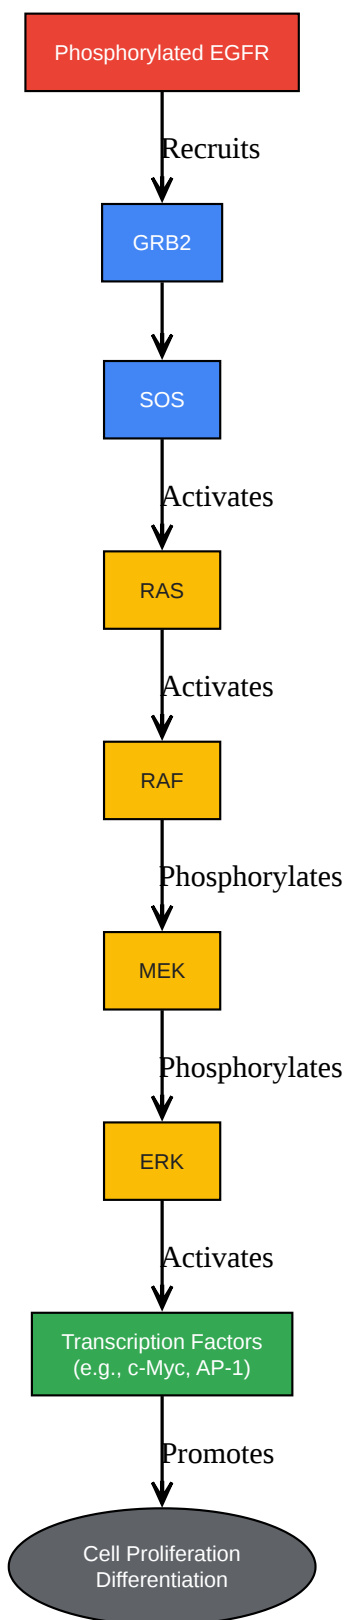 Phosphorylated EGFR
Recruits
GRB2
SOS
Activates
RAS
Activates
RAF
Phosphorylates
MEK
Phosphorylates
ERK
Activates
Transcription Factors
(e.g., c-Myc, AP-1)
Promotes
Cell Proliferation
Differentiation